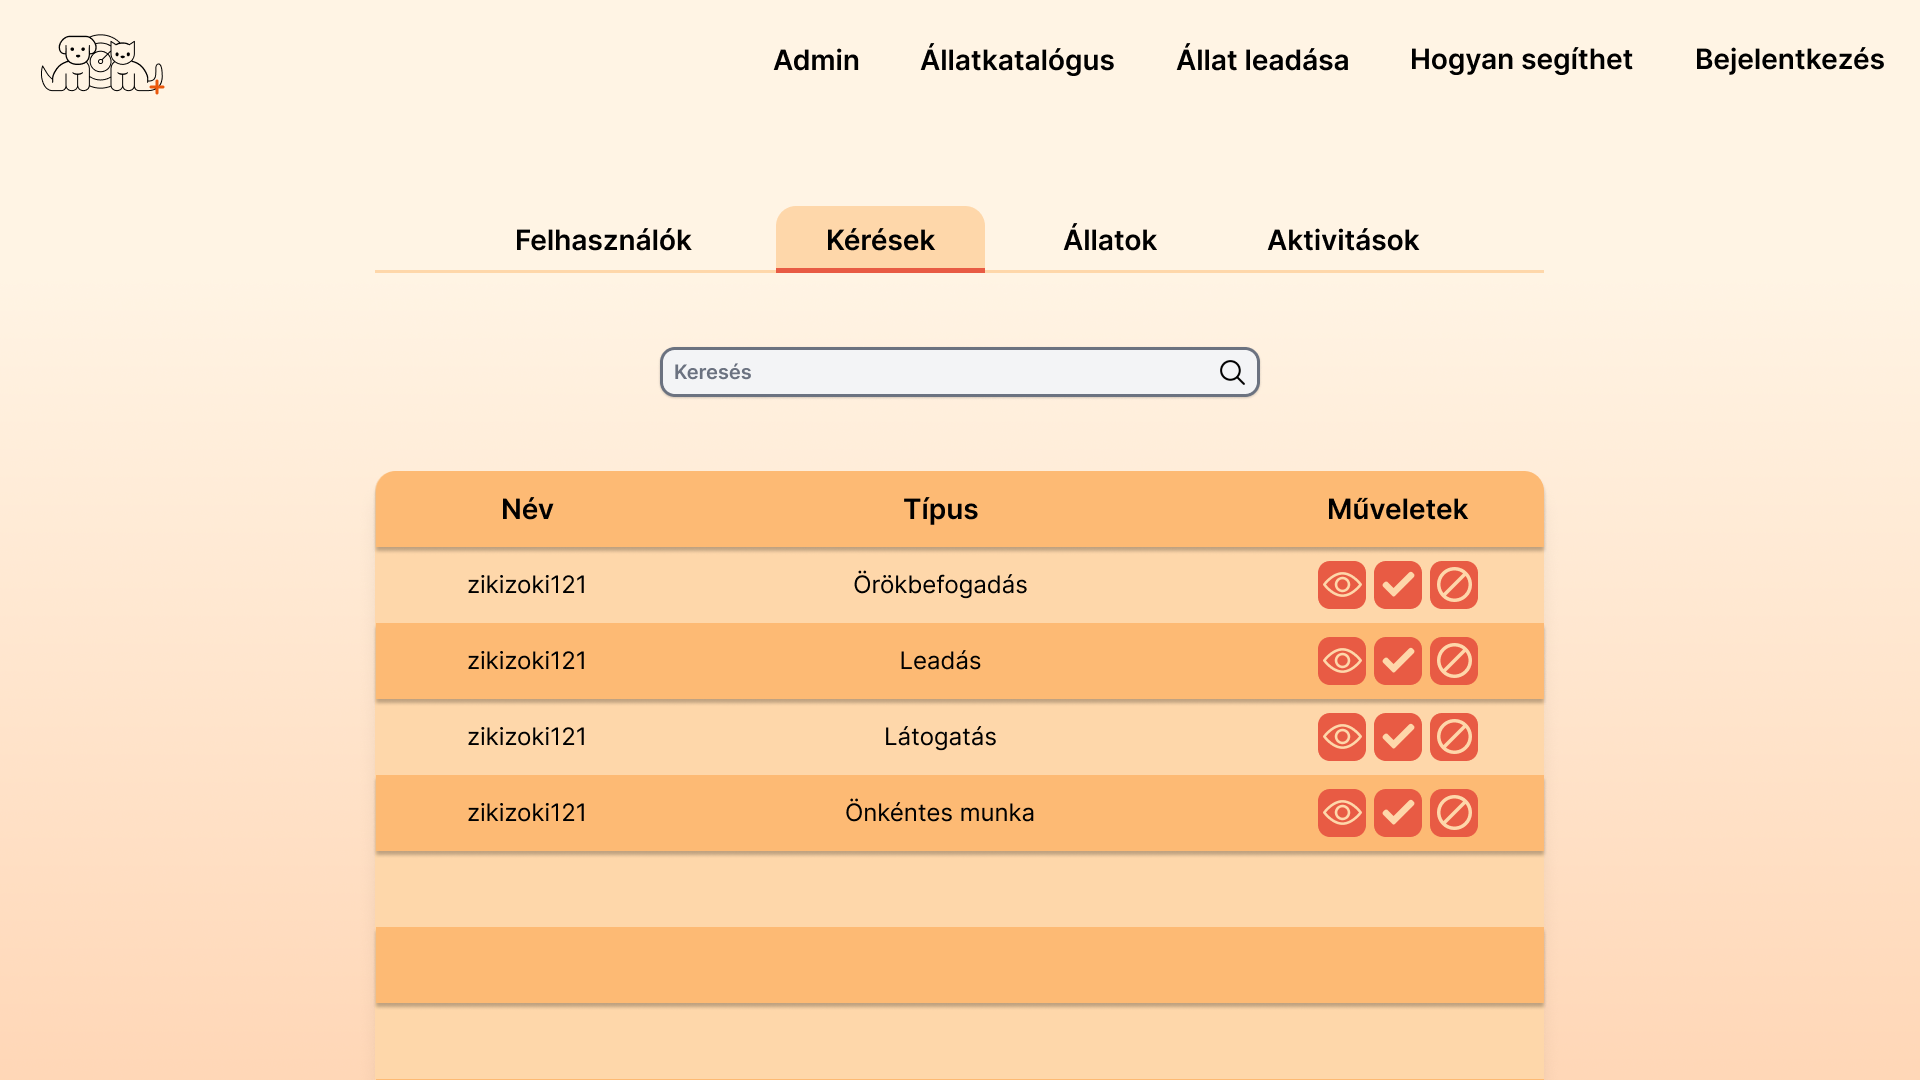 Admin Állatkatalógus Állat leadása Hogyan segíthet Bejelentkezés
Felhasználók Kérések Állatok Aktivitások
Keresés
Név Típus Műveletek
zikizoki121 Örökbefogadás
zikizoki121 Leadás
zikizoki121 Látogatás
zikizoki121 Önkéntes munka